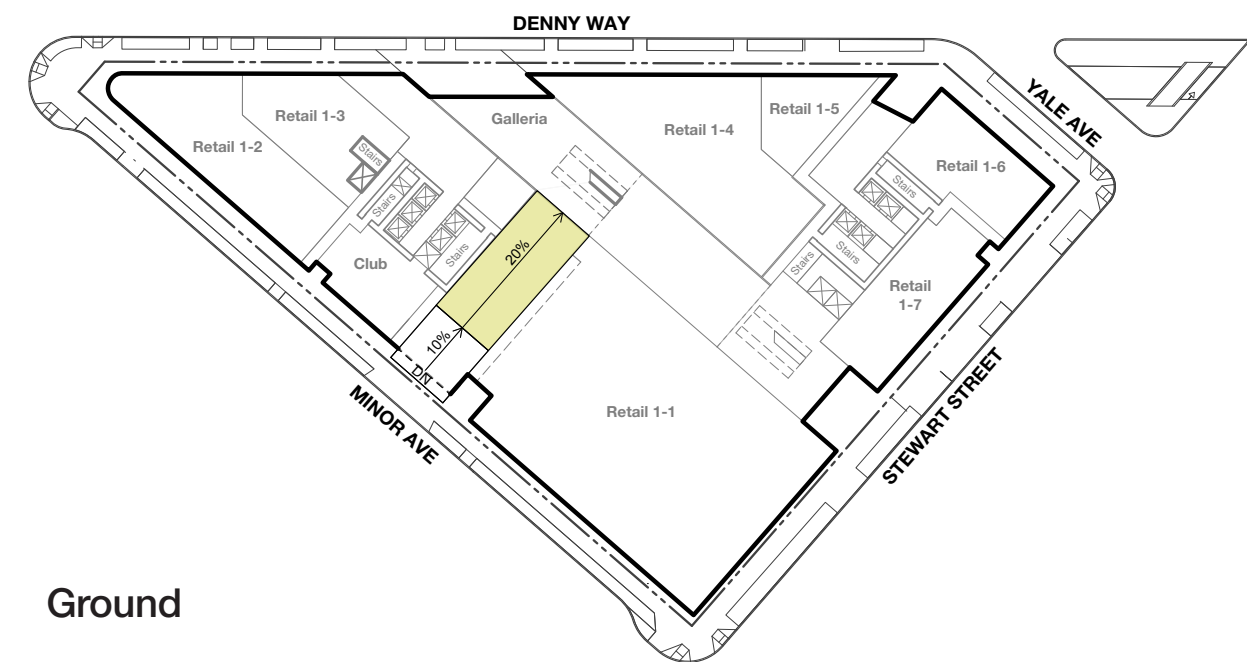 DENNY WAY
YALE AVE
Retail 1-3
Galleria
Retail 1-4
Retail 1-5
Retail 1-2
Stairs
Retail 1-6
Stairs
Stairs
Stairs
Stairs
Stairs
Club
20%
Retail
1-7
10%
DN
Retail 1-1
MINOR AVE
STEWART STREET
Ground